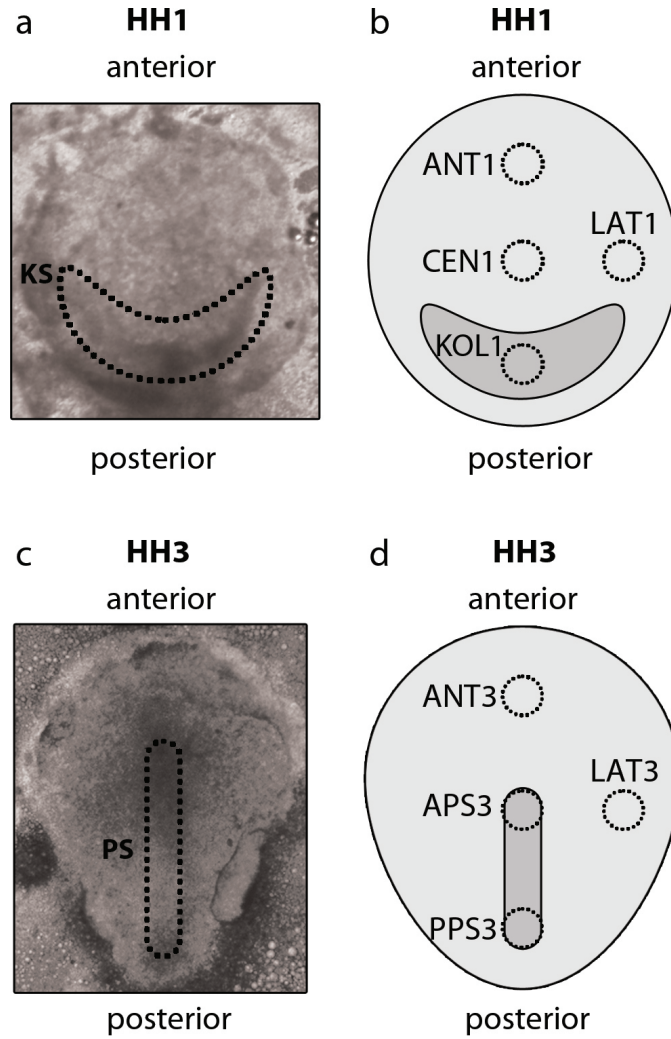 a
HH1
anterior
KS
posterior
b
HH1
anterior
ANT1
LAT1
CEN1
KOL1
posterior
c
HH3
anterior
PS
posterior
d
HH3
anterior
ANT3
LAT3
APS3
PPS3
posterior